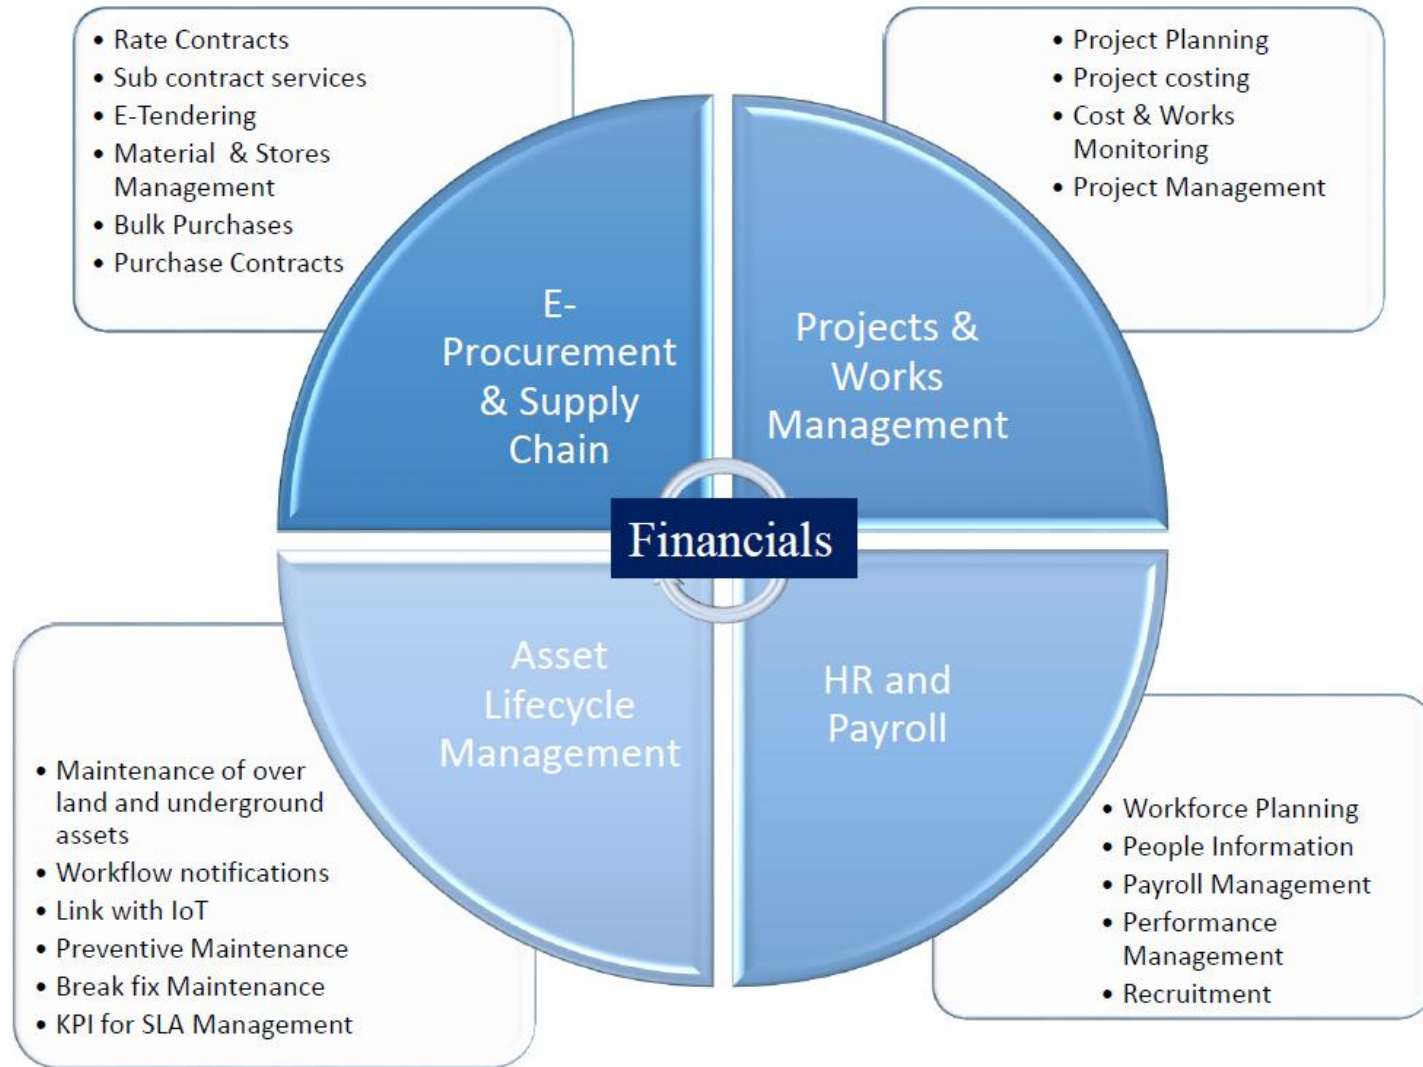 • Rate Contracts
• Sub contract services
• E-Tendering
• Material & Stores
Management
• Bulk Purchases
• Purchase Contracts
• Project Planning
• Project costing
• Cost & Works
Monitoring
• Project Management
E-
Procurement
& Supply
Chain
Projects &
Works
Management
Financials
Asset
Lifecycle
Management
HR and
Payroll
• Maintenance of over
land and underground
assets
• Workflow notifications
• Link with IoT
• Preventive Maintenance
• Break fix Maintenance
• KPI for SLA Management
• Workforce Planning
• People Information
• Payroll Management
• Performance
Management
• Recruitment